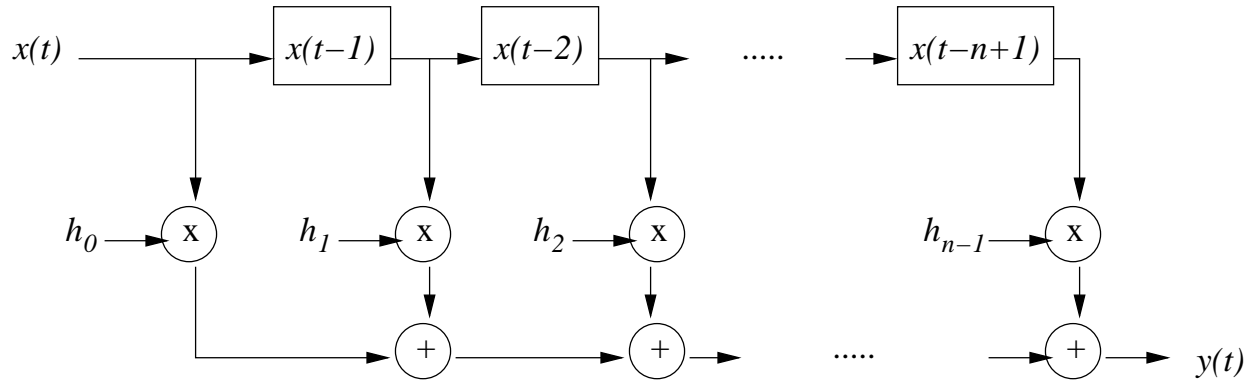 x(t) x(t−1) x(t−2) ..... x(t−n+1)
h0 x h1 x h2 x hn−1 x
+ + ..... + y(t)